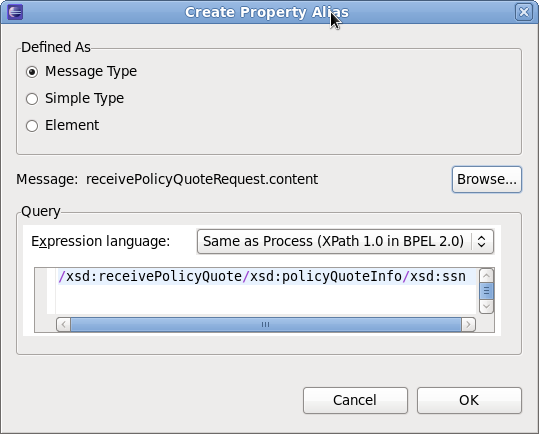 Create Property Alias
Defined As
Message Type
Simple Type
Element
Message: receivePolicyQuoteRequest.content
Browse...
Query
Expression language: Same as Process (XPath 1.0 in BPEL 2.0)
/xsd:receivePolicyQuote/xsd:policyQuoteInfo/xsd:ssn
Cancel
OK